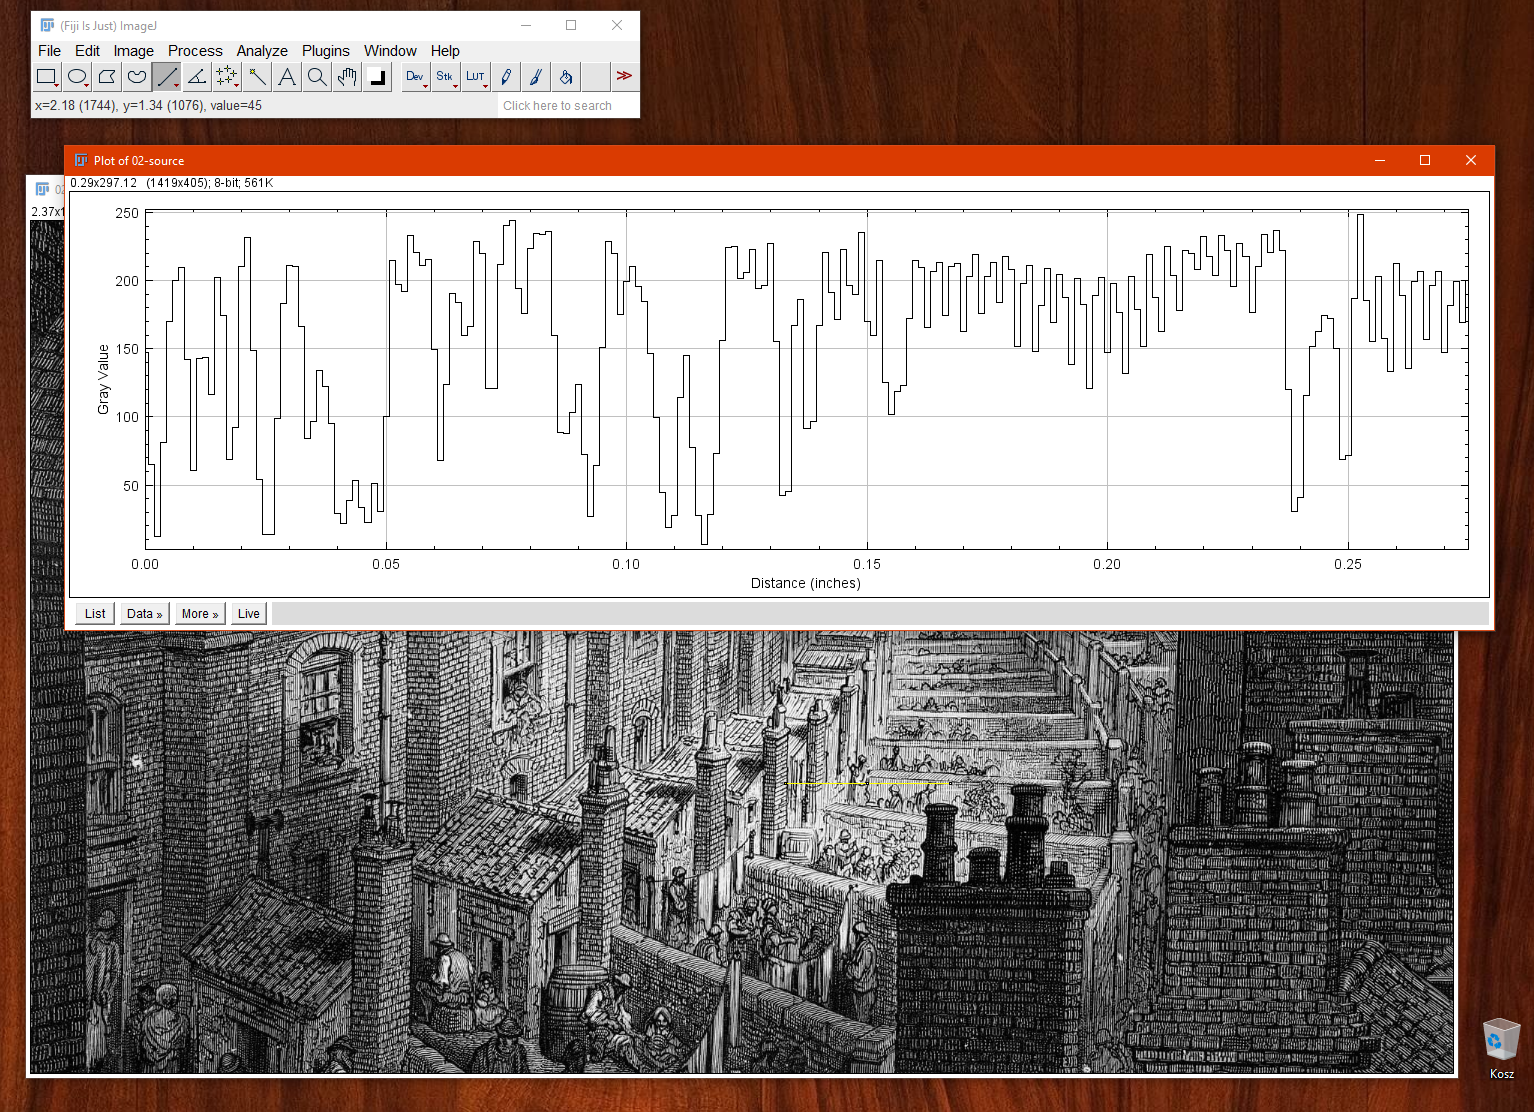 (Fiji Is Just) ImageJ
File Edit Image Process Analyze Plugins Window Help
Dev Stk LUT
x=2.18 (1744), y=1.34 (1076), value=45
Click here to search
Plot of 02-source
0.29x297.12 (1419x405); 8-bit; 561K
02
2.37x1
250
200
150
100
50
Gray Value
0.00 0.05 0.10 0.15 0.20 0.25
Distance (inches)
List Data » More » Live
Kosz